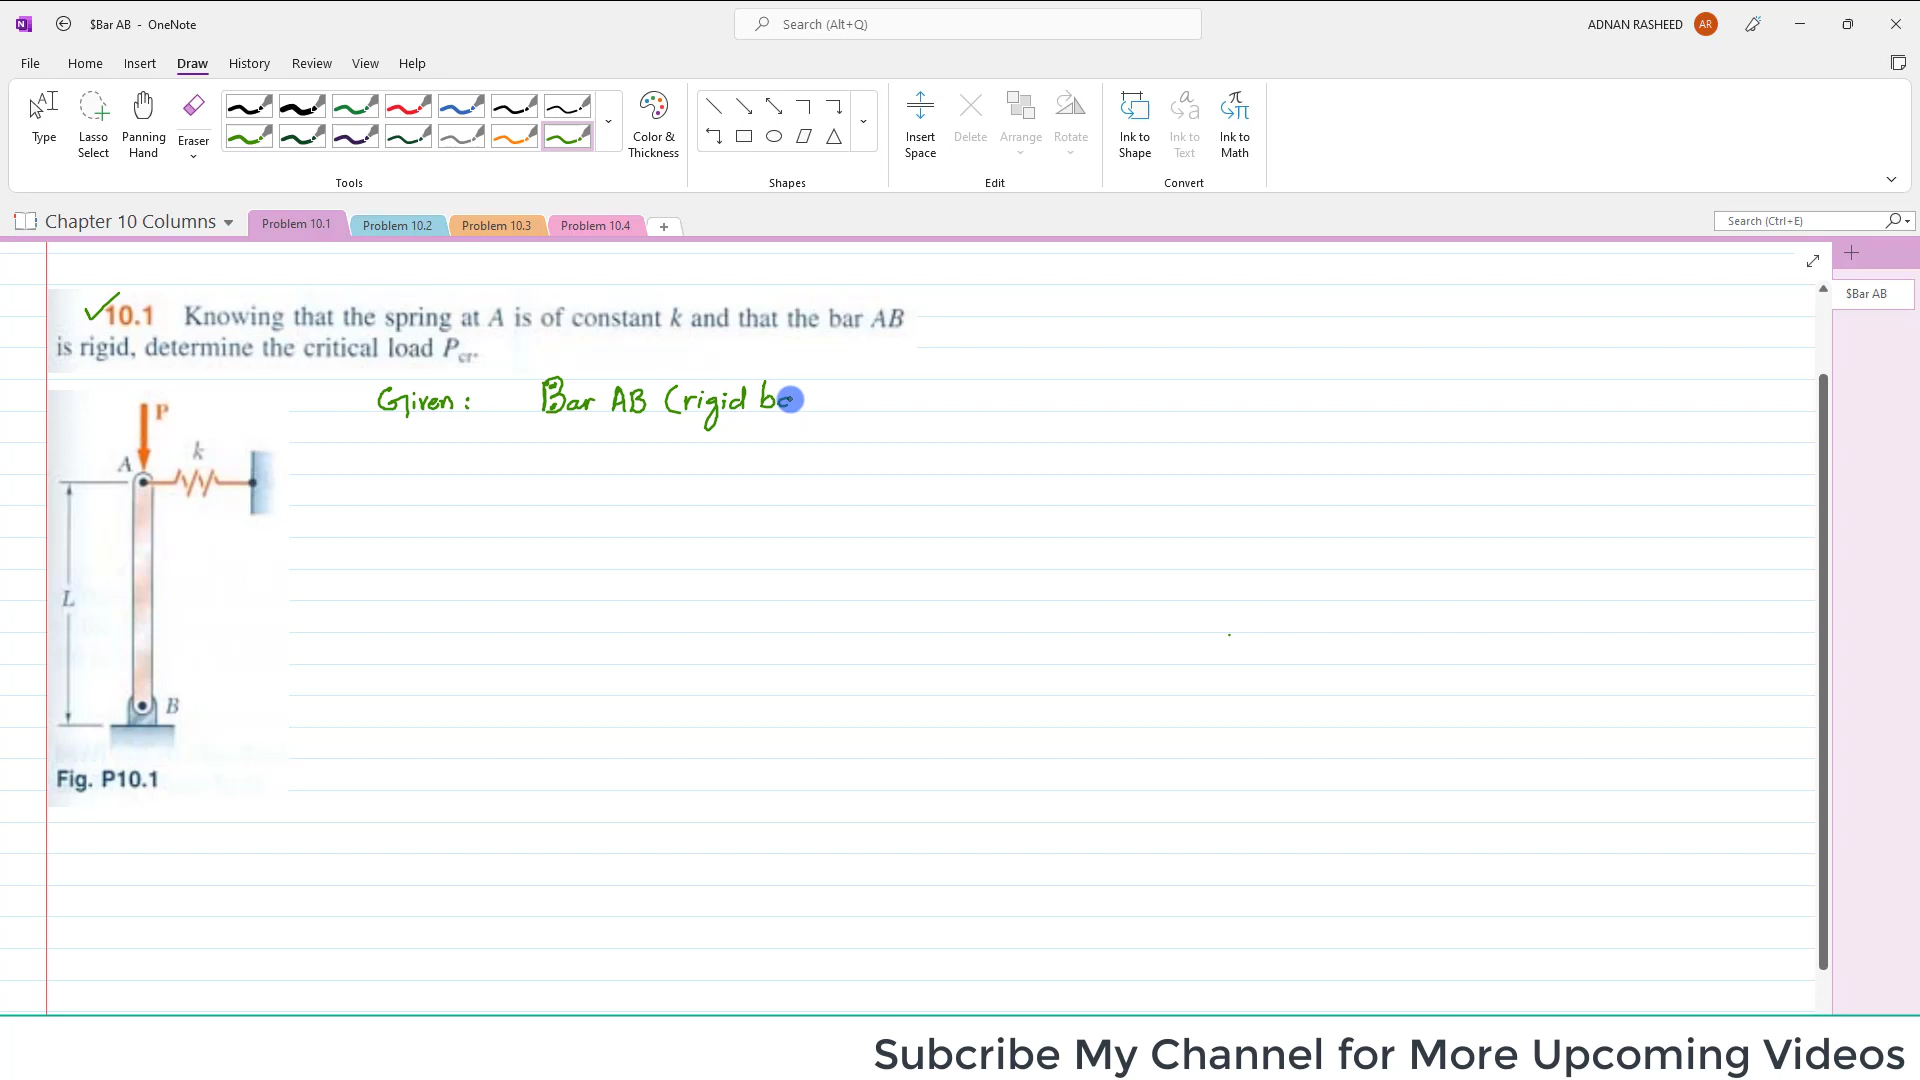 $Bar AB - OneNote
Search (Alt+Q)
ADNAN RASHEED AR
File Home Insert Draw History Review View Help
Type
Lasso Select
Panning Hand
Eraser
Color & Thickness
Insert Space
Delete
Arrange
Rotate
Ink to Shape
Ink to Text
Ink to Math
Tools
Shapes
Edit
Convert
Chapter 10 Columns Problem 10.1 Problem 10.2 Problem 10.3 Problem 10.4 +
Search (Ctrl+E)
$Bar AB
10.1 Knowing that the spring at A is of constant k and that the bar AB
is rigid, determine the critical load Pcr.
Given: Bar AB (rigid ba
P
k
A
L
B
Fig. P10.1
Subcribe My Channel for More Upcoming Videos